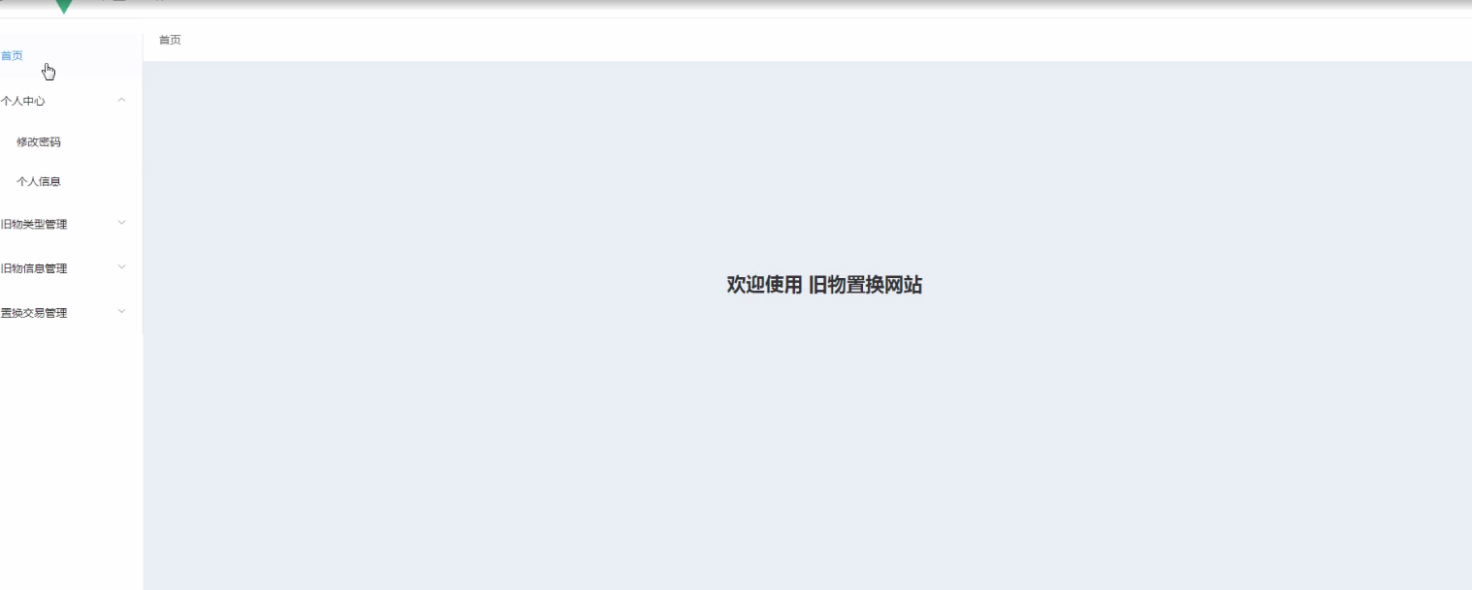 首页
首页
个人中心
修改密码
个人信息
旧物类型管理
旧物信息管理
置换交易管理
欢迎使用 旧物置换网站